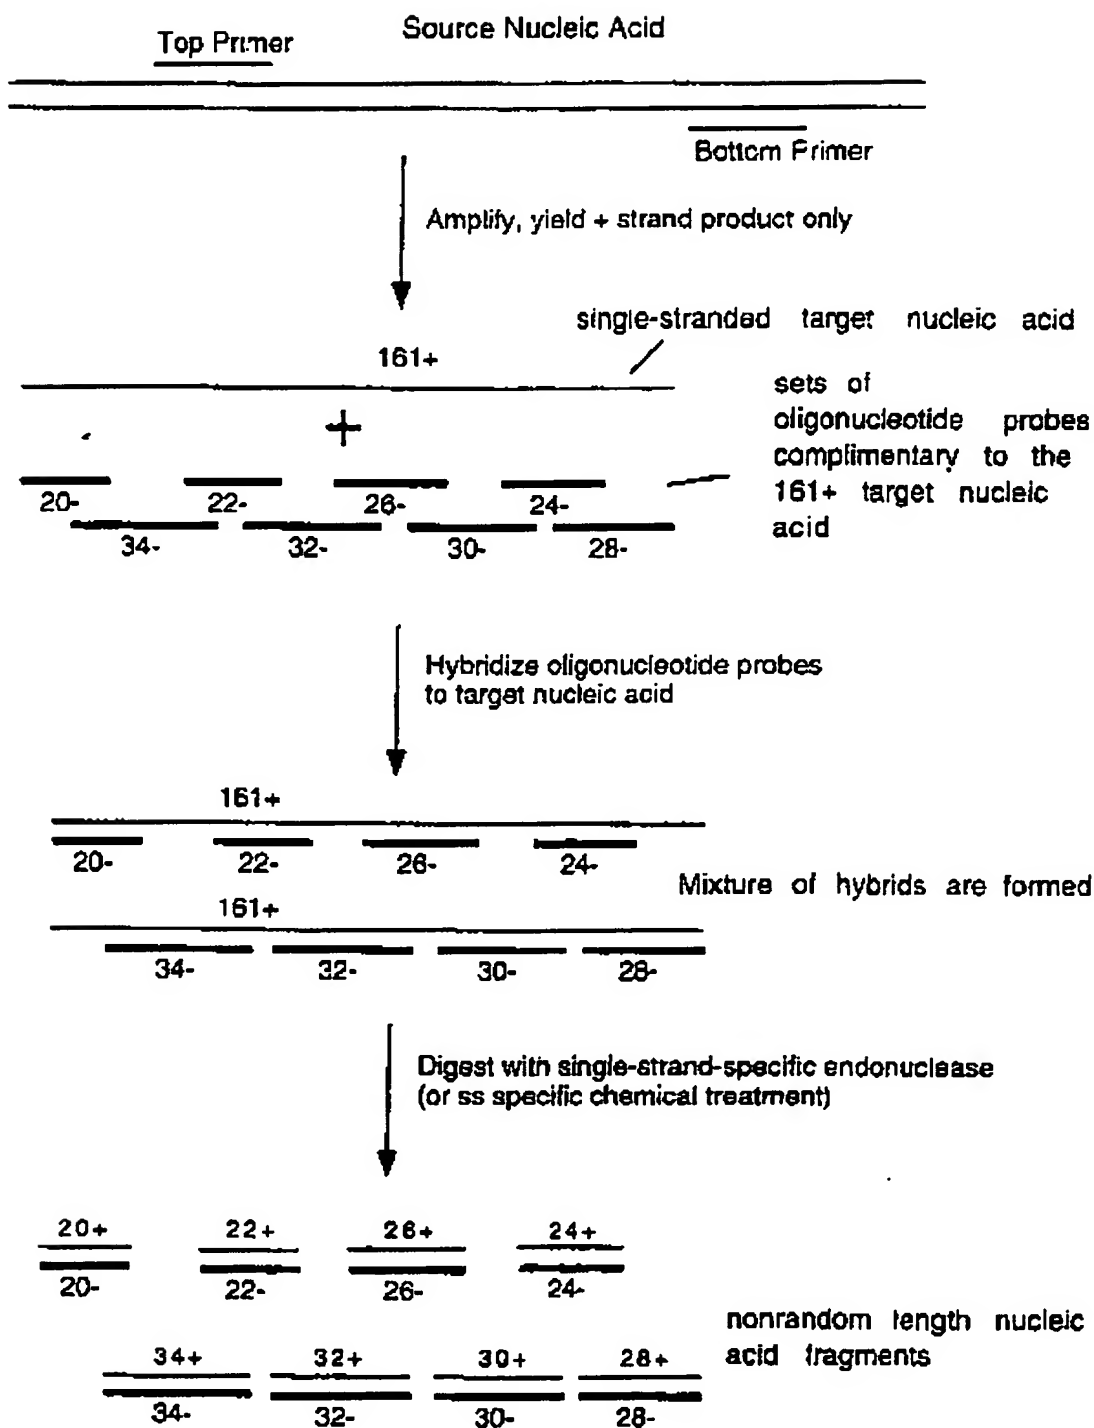 Source Nucleic Acid
Top Primer
Bottom Primer
Amplify, yield + strand product only
single-stranded target nucleic acid
161+
sets of
oligonucleotide probes
complimentary to the
161+ target nucleic
acid
+
20- 22- 26- 24-
34- 32- 30- 28-
Hybridize oligonucleotide probes
to target nucleic acid
161+
20- 22- 26- 24-
Mixture of hybrids are formed
161+
34- 32- 30- 28-
Digest with single-strand-specific endonuclease
(or ss specific chemical treatment)
20+ 22+ 26+ 24+
20- 22- 26- 24-
nonrandom length nucleic
acid fragments
34+ 32+ 30+ 28+
34- 32- 30- 28-